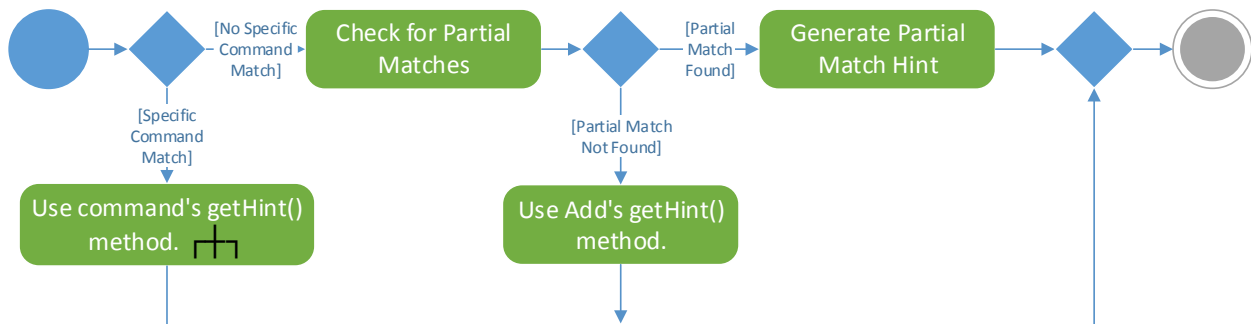 [No Specific
Command
Match]
Check for Partial
Matches
[Partial
Match
Found]
Generate Partial
Match Hint
[Specific
Command
Match]
[Partial Match
Not Found]
Use command's getHint()
method.
Use Add's getHint()
method.